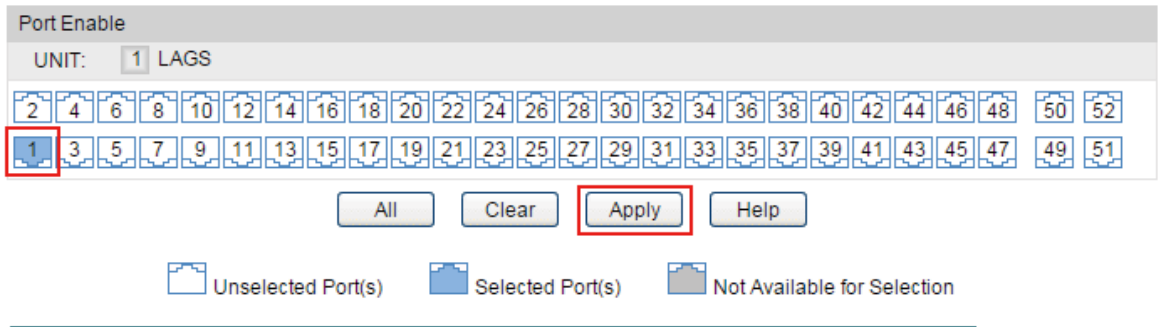 Port Enable
UNIT: 1 LAGS
2 4 6 8 10 12 14 16 18 20 22 24 26 28 30 32 34 36 38 40 42 44 46 48 50 52
1 3 5 7 9 11 13 15 17 19 21 23 25 27 29 31 33 35 37 39 41 43 45 47 49 51
All Clear Apply Help
Unselected Port(s) Selected Port(s) Not Available for Selection